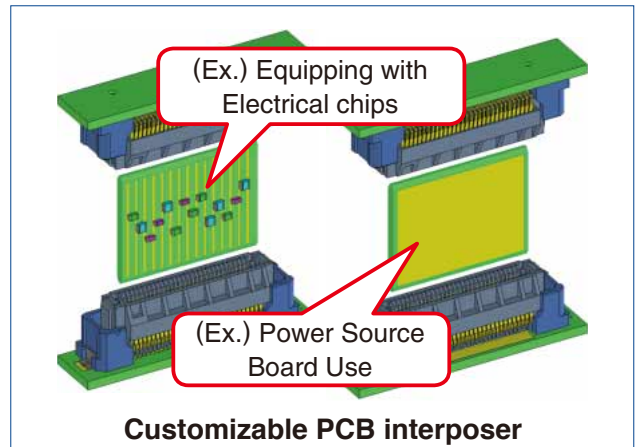 (Ex.) Equipping with
Electrical chips
(Ex.) Power Source
Board Use
Customizable PCB interposer